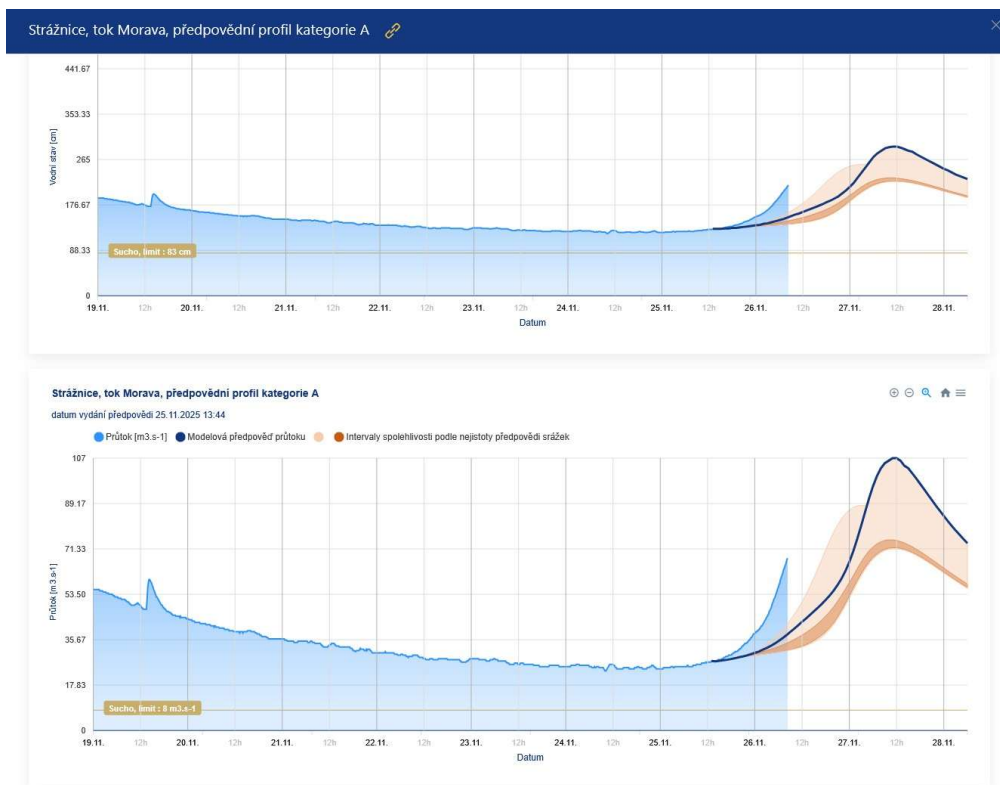 Strážnice, tok Morava, předpovědní profil kategorie A
441.67
353.33
265
176.67
88.33
0
Vodní stav [cm]
Sucho, limit : 83 cm
19.11. 12h 20.11. 12h 21.11. 12h 22.11. 12h 23.11. 12h 24.11. 12h 25.11. 12h 26.11. 12h 27.11. 12h 28.11.
Datum
Strážnice, tok Morava, předpovědní profil kategorie A
datum vydání předpovědi 25.11.2025 13:44
Průtok [m3.s-1] Modelová předpověď průtoku Intervaly spolehlivosti podle nejistoty předpovědi srážek
107
89.17
71.33
53.50
35.67
17.83
0
Průtok [m3.s-1]
Sucho, limit : 8 m3.s-1
19.11. 12h 20.11. 12h 21.11. 12h 22.11. 12h 23.11. 12h 24.11. 12h 25.11. 12h 26.11. 12h 27.11. 12h 28.11.
Datum